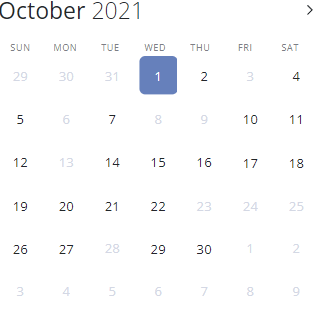 October 2021
SUN MON TUE WED THU FRI SAT
29 30 31 1 2 3 4
5 6 7 8 9 10 11
12 13 14 15 16 17 18
19 20 21 22 23 24 25
26 27 28 29 30 1 2
3 4 5 6 7 8 9